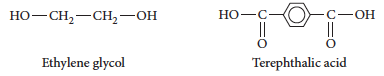 HO—CH₂—CH₂—OH
HO—C—C—OH
O O
Ethylene glycol
Terephthalic acid